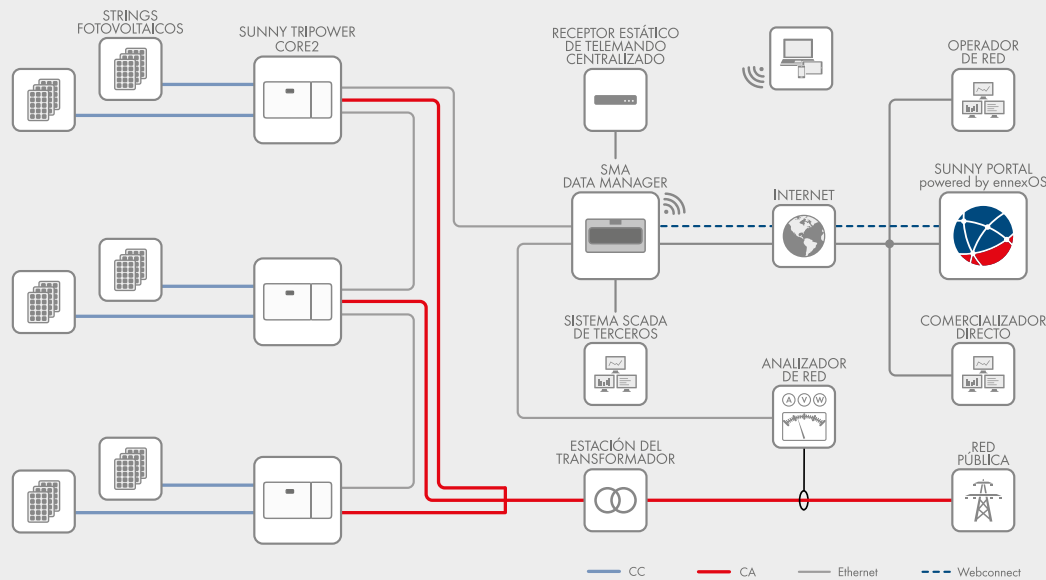 STRINGS
FOTOVOLTAICOS
SUNNY TRIPOWER
CORE2
RECEPTOR ESTÁTICO
DE TELEMANDO
CENTRALIZADO
OPERADOR
DE RED
SMA
DATA MANAGER
INTERNET
SUNNY PORTAL
powered by ennexOS
SISTEMA SCADA
DE TERCEROS
COMERCIALIZADOR
DIRECTO
ANALIZADOR
DE RED
A V W
ESTACIÓN DEL
TRANSFORMADOR
RED
PÚBLICA
CC
CA
Ethernet
Webconnect